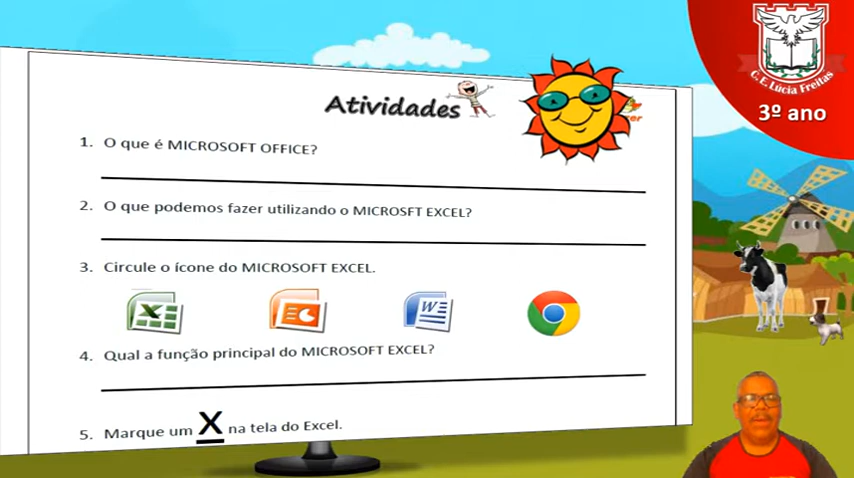 C. E. Lúcia Freitas
3º ano
Atividades
1. O que é MICROSOFT OFFICE?
2. O que podemos fazer utilizando o MICROSFT EXCEL?
3. Circule o ícone do MICROSOFT EXCEL.
4. Qual a função principal do MICROSOFT EXCEL?
5. Marque um X na tela do Excel.